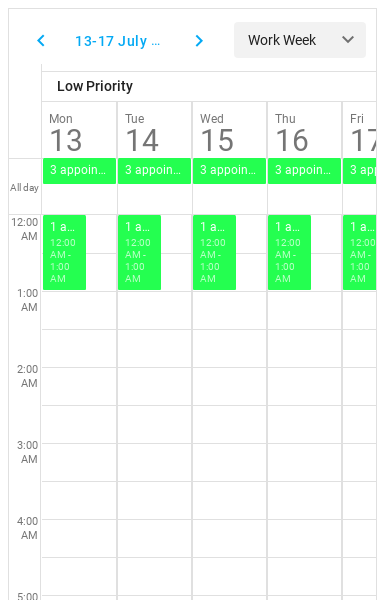 13-17 July ...
Work Week
Low Priority
Mon Tue Wed Thu Fri
13 14 15 16 17
3 appoin... 3 appoin... 3 appoin... 3 appoin... 3 app
All day
12:00 AM
1 a... 1 a... 1 a... 1 a... 1 a...
12:00 12:00 12:00 12:00 12:00
AM - AM - AM - AM - AM -
1:00 1:00 1:00 1:00 1:00
AM AM AM AM AM
1:00 AM
2:00 AM
3:00 AM
4:00 AM
5:00